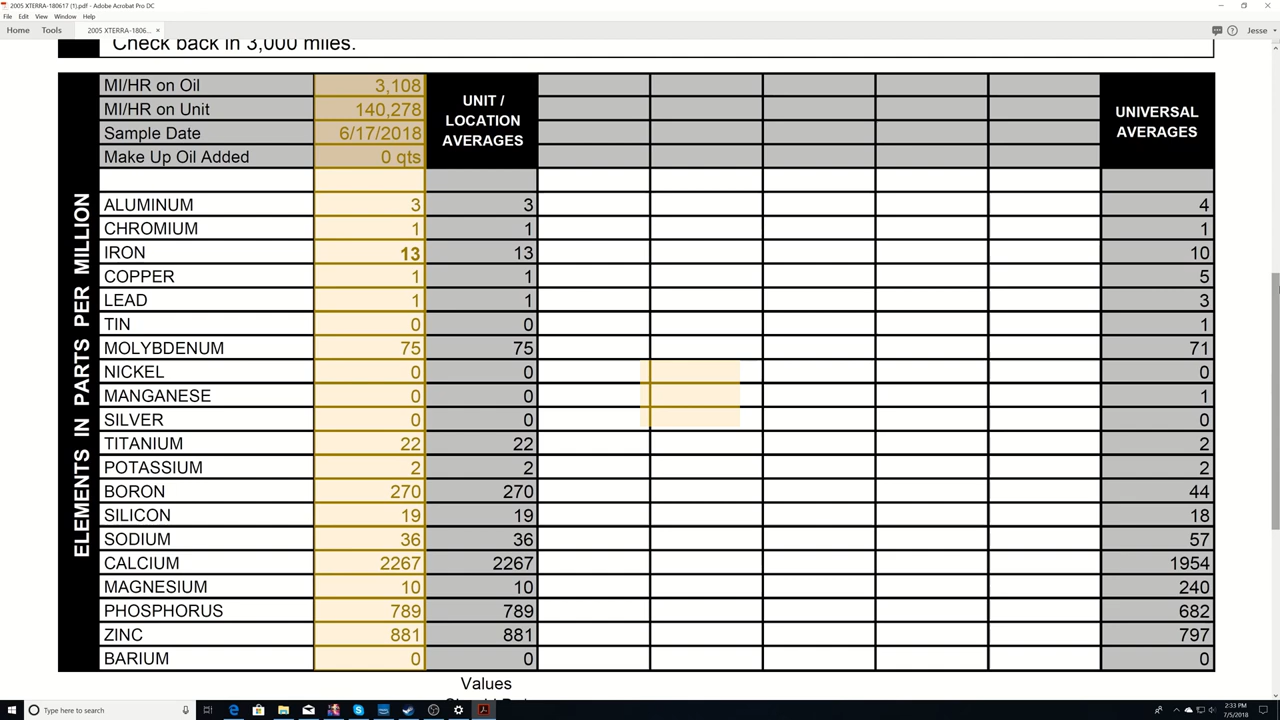 2005 XTERRA-180617 (1).pdf - Adobe Acrobat Pro DC
File Edit View Window Help
Home Tools 2005 XTERRA-1806... × Jesse
Check back in 3,000 miles.
MI/HR on Oil 3,108
MI/HR on Unit 140,278
Sample Date 6/17/2018
Make Up Oil Added 0 qts
UNIT /
LOCATION
AVERAGES
UNIVERSAL
AVERAGES
ELEMENTS IN PARTS PER MILLION
ALUMINUM 3 3 4
CHROMIUM 1 1 1
IRON 13 13 10
COPPER 1 1 5
LEAD 1 1 3
TIN 0 0 1
MOLYBDENUM 75 75 71
NICKEL 0 0 0
MANGANESE 0 0 1
SILVER 0 0 0
TITANIUM 22 22 2
POTASSIUM 2 2 2
BORON 270 270 44
SILICON 19 19 18
SODIUM 36 36 57
CALCIUM 2267 2267 1954
MAGNESIUM 10 10 240
PHOSPHORUS 789 789 682
ZINC 881 881 797
BARIUM 0 0 0
Values
Type here to search
2:33 PM
7/5/2018